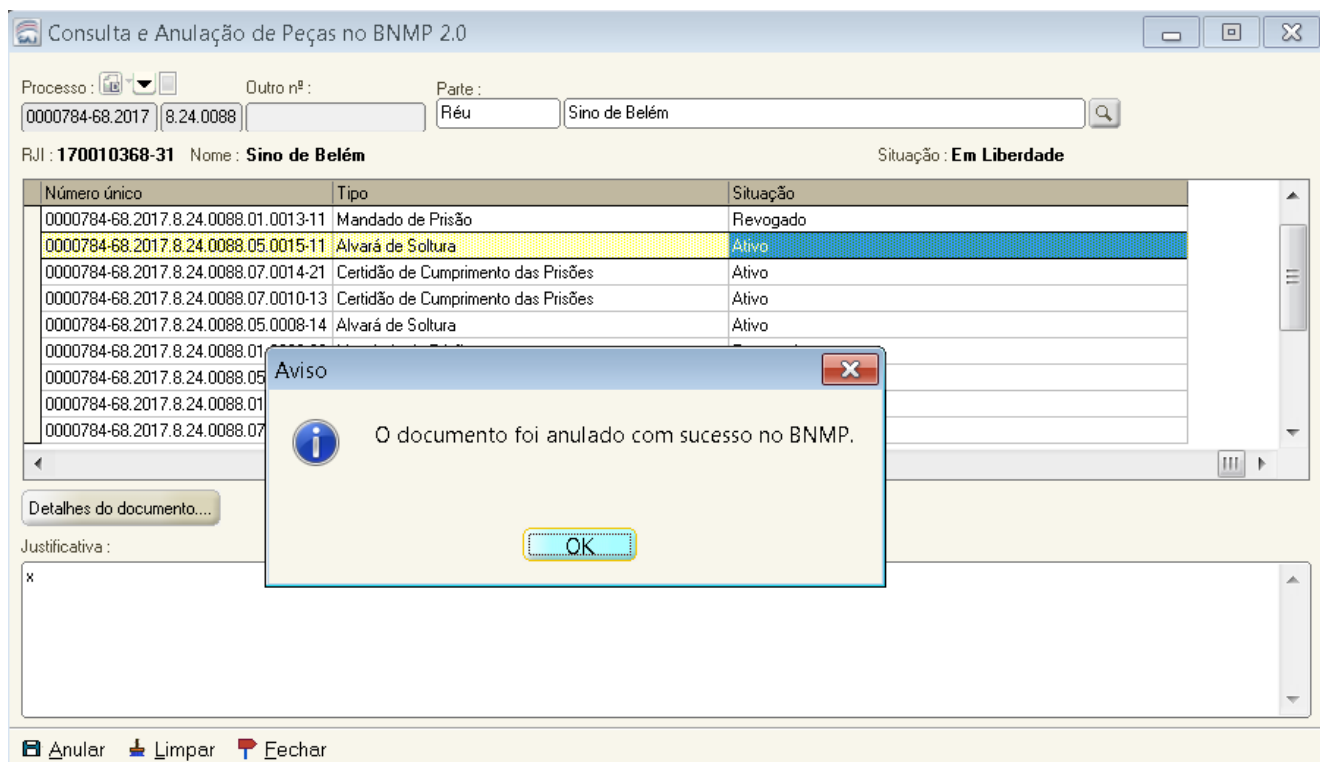 Consulta e Anulação de Peças no BNMP 2.0
Processo : Outro nº : Parte :
0000784-68.2017 8.24.0088 Réu Sino de Belém
RJI : 170010368-31 Nome : Sino de Belém Situação : Em Liberdade
Número único Tipo Situação
0000784-68.2017.8.24.0088.01.0013-11 Mandado de Prisão Revogado
0000784-68.2017.8.24.0088.05.0015-11 Alvará de Soltura Ativo
0000784-68.2017.8.24.0088.07.0014-21 Certidão de Cumprimento das Prisões Ativo
0000784-68.2017.8.24.0088.07.0010-13 Certidão de Cumprimento das Prisões Ativo
0000784-68.2017.8.24.0088.05.0008-14 Alvará de Soltura Ativo
0000784-68.2017.8.24.0088.01
0000784-68.2017.8.24.0088.05
0000784-68.2017.8.24.0088.01
0000784-68.2017.8.24.0088.07
Aviso
O documento foi anulado com sucesso no BNMP.
OK
Detalhes do documento....
Justificativa :
x
Anular Limpar Fechar